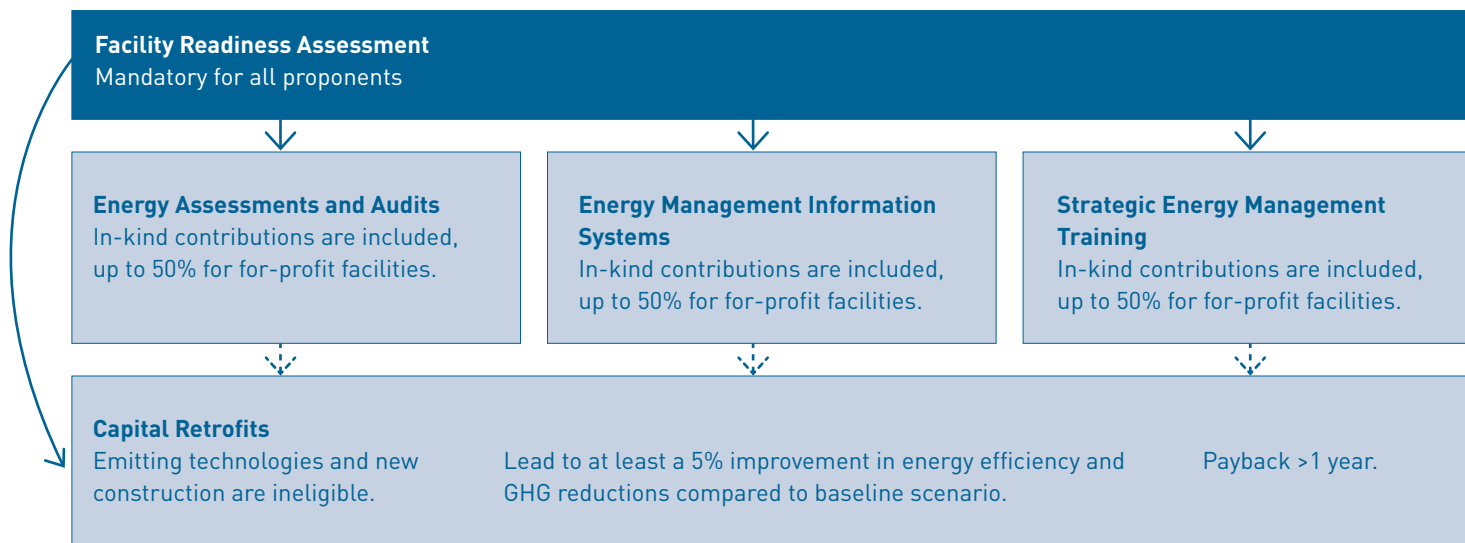 Facility Readiness Assessment
Mandatory for all proponents
Energy Assessments and Audits
In-kind contributions are included,
up to 50% for for-profit facilities.
Energy Management Information
Systems
In-kind contributions are included,
up to 50% for for-profit facilities.
Strategic Energy Management
Training
In-kind contributions are included,
up to 50% for for-profit facilities.
Capital Retrofits
Emitting technologies and new
construction are ineligible.
Lead to at least a 5% improvement in energy efficiency and
GHG reductions compared to baseline scenario.
Payback >1 year.